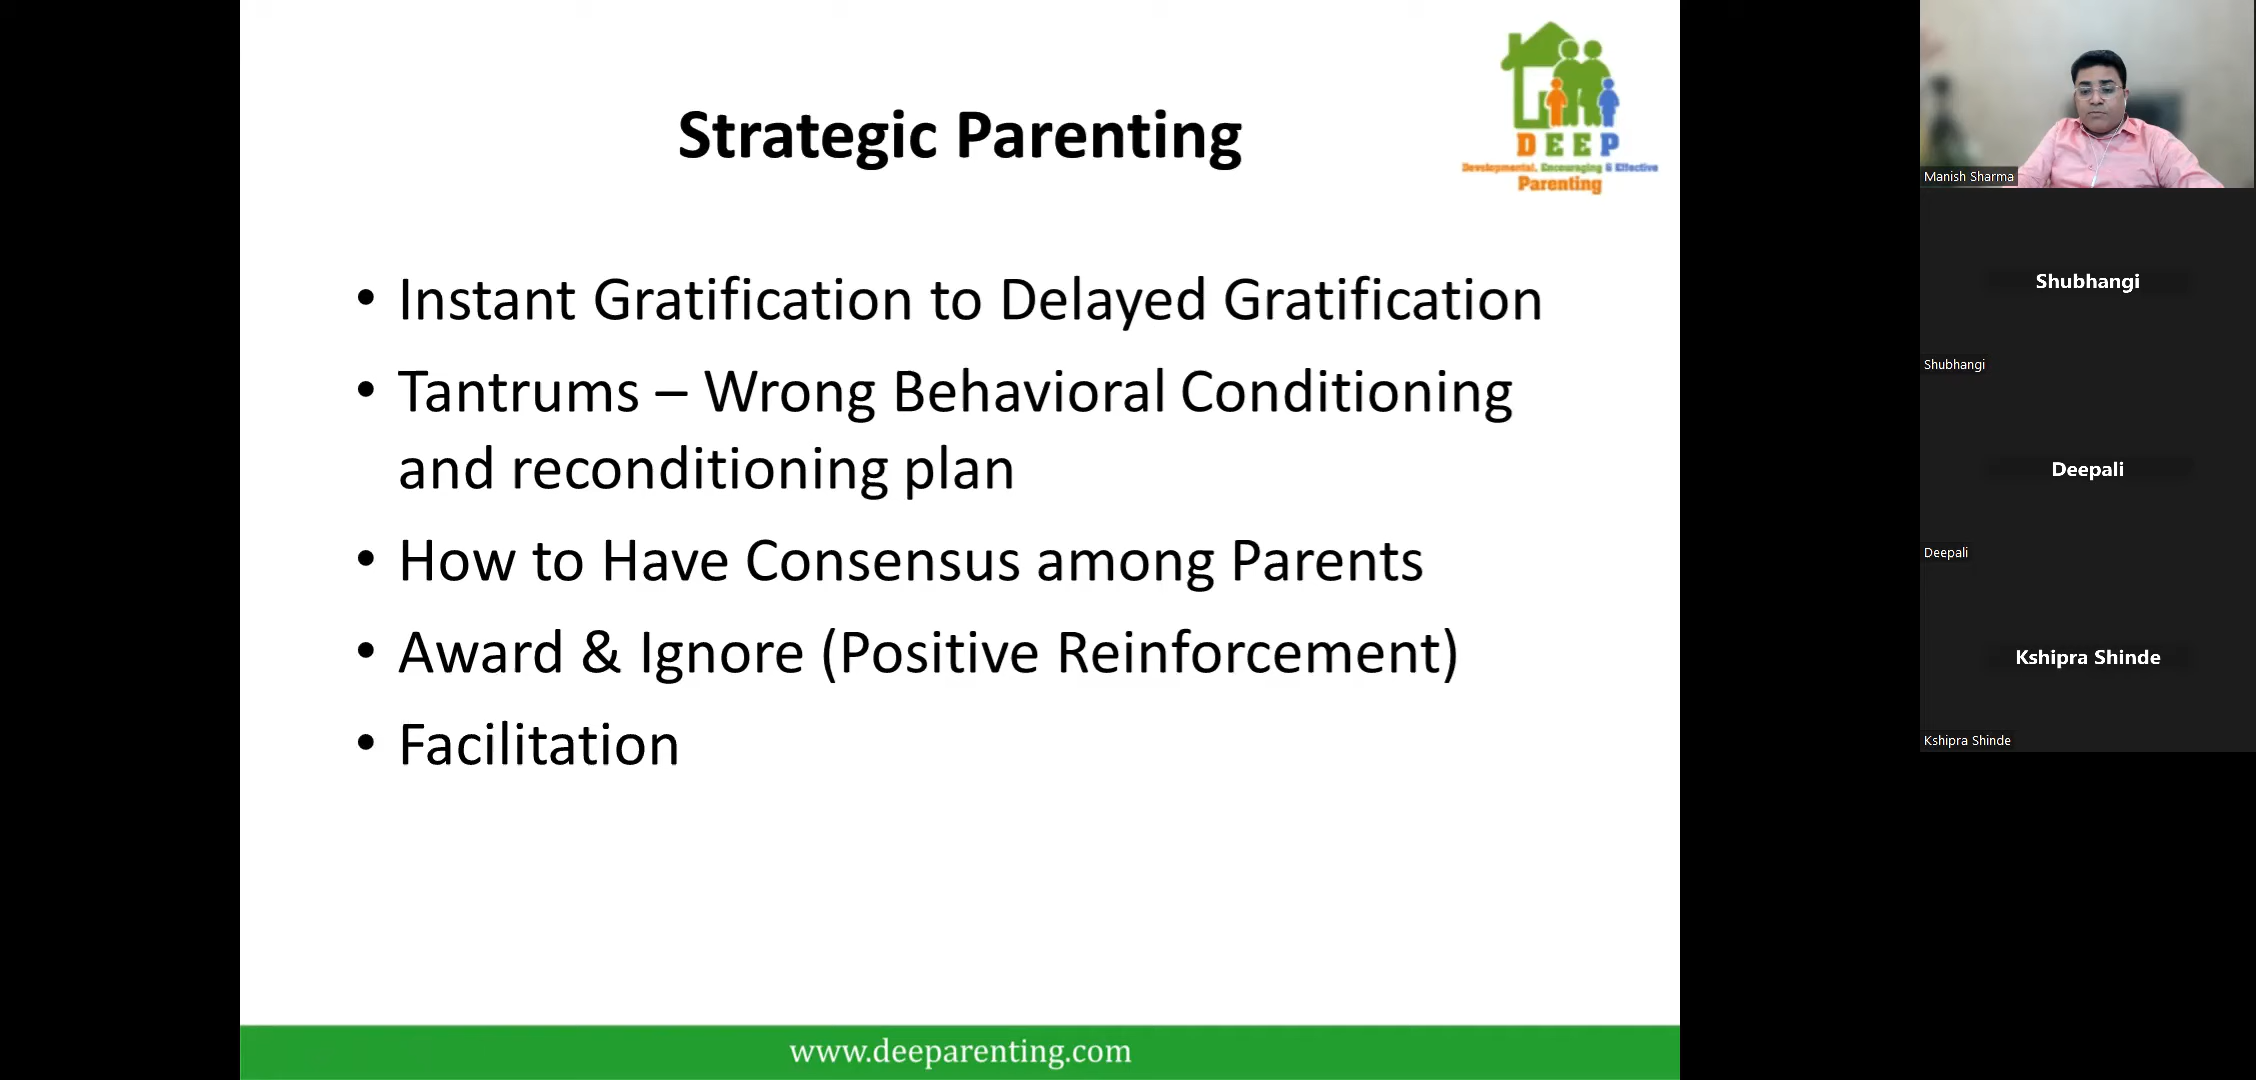 Strategic Parenting
DEEP
Developmental, Encouraging & Effective
Parenting
• Instant Gratification to Delayed Gratification
• Tantrums – Wrong Behavioral Conditioning
and reconditioning plan
• How to Have Consensus among Parents
• Award & Ignore (Positive Reinforcement)
• Facilitation
www.deeparenting.com
Manish Sharma
Shubhangi
Shubhangi
Deepali
Deepali
Kshipra Shinde
Kshipra Shinde